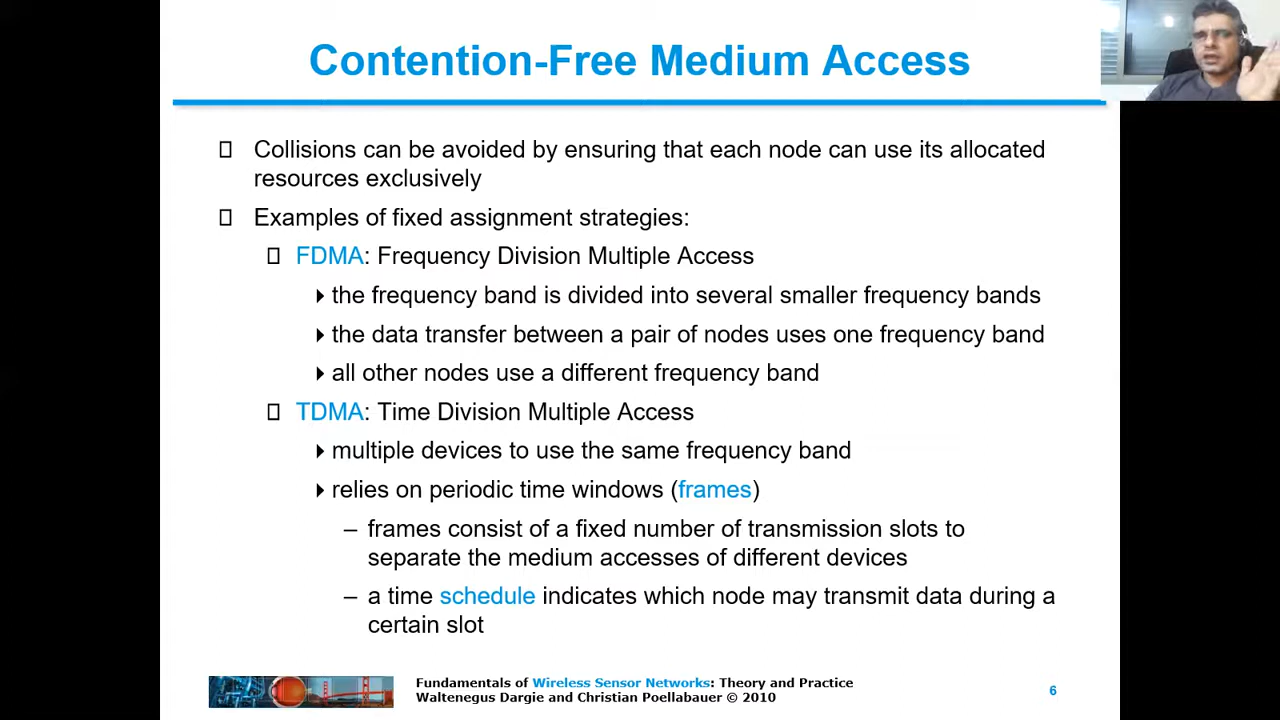 Contention-Free Medium Access
Collisions can be avoided by ensuring that each node can use its allocated
resources exclusively
Examples of fixed assignment strategies:
FDMA: Frequency Division Multiple Access
the frequency band is divided into several smaller frequency bands
the data transfer between a pair of nodes uses one frequency band
all other nodes use a different frequency band
TDMA: Time Division Multiple Access
multiple devices to use the same frequency band
relies on periodic time windows (frames)
– frames consist of a fixed number of transmission slots to
separate the medium accesses of different devices
– a time schedule indicates which node may transmit data during a
certain slot
Fundamentals of Wireless Sensor Networks: Theory and Practice
Waltenegus Dargie and Christian Poellabauer © 2010
6